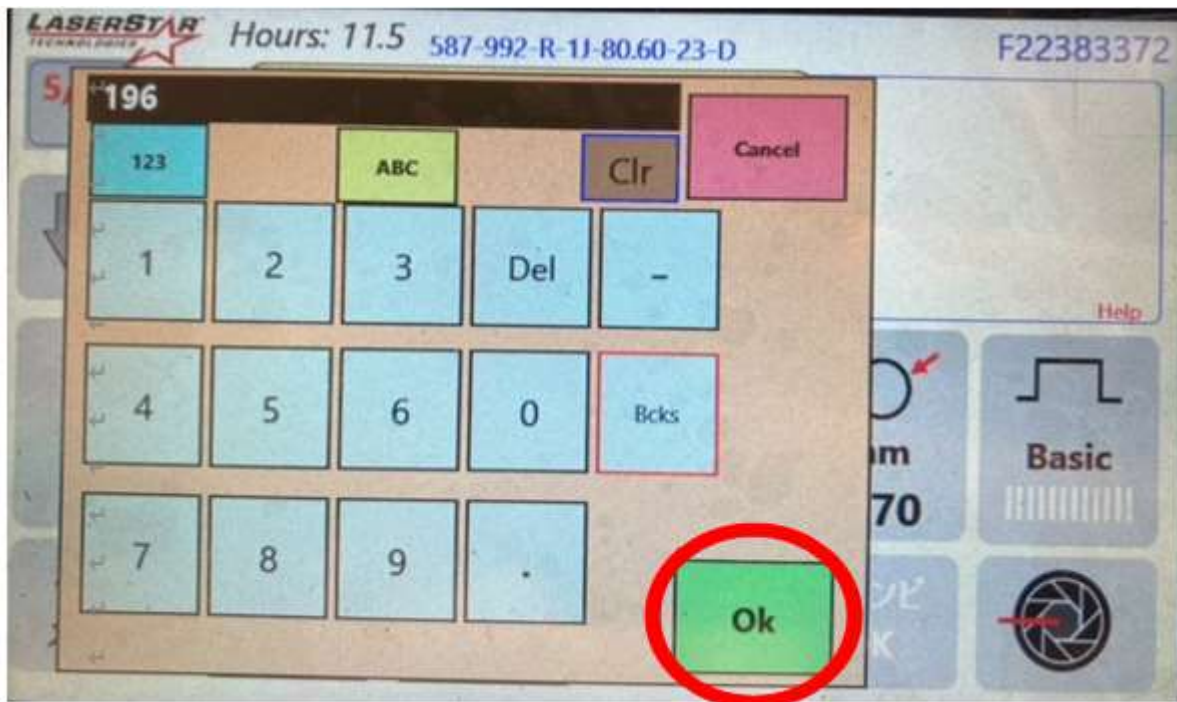 LASERSTAR
TECHNOLOGIES
Hours: 11.5
587-992-R-1J-80.60-23-D
F22383372
196
123
ABC
Clr
Cancel
1 2 3 Del -
4 5 6 0 Bcks
7 8 9 .
Ok
Help
70
Basic